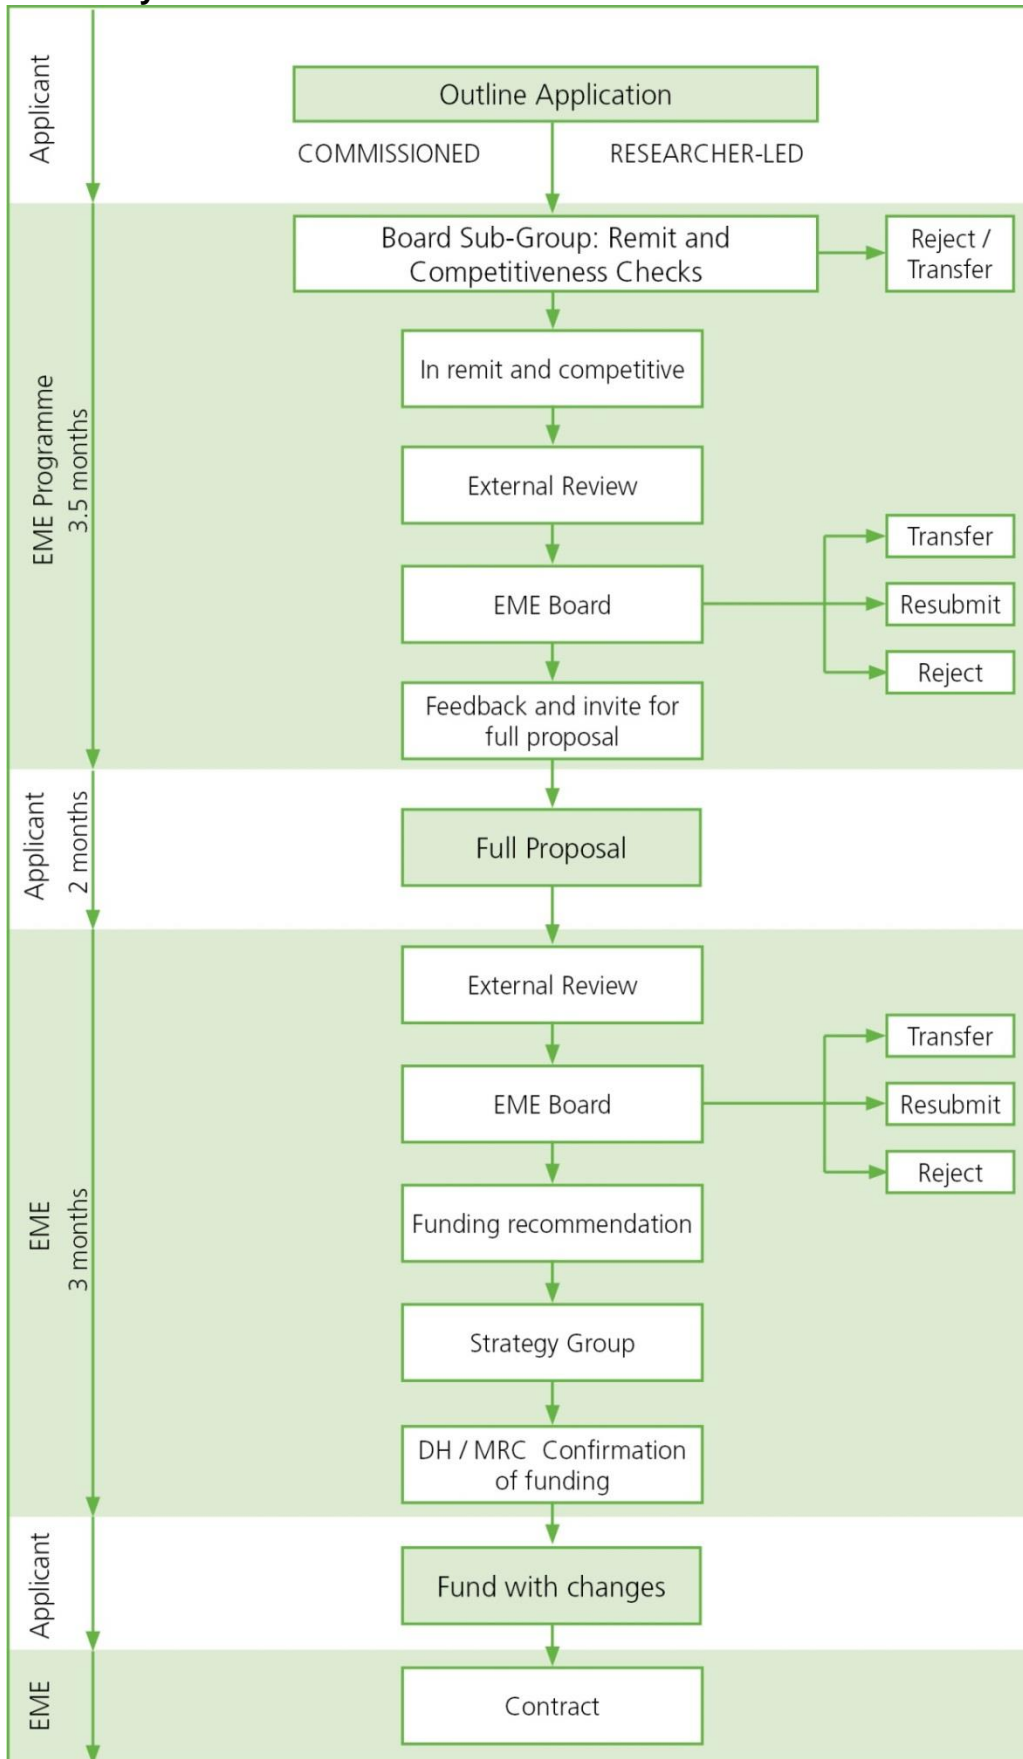 Applicant
Outline Application
COMMISSIONED
RESEARCHER-LED
EME Programme
3.5 months
Board Sub-Group: Remit and
Competitiveness Checks
Reject /
Transfer
In remit and competitive
External Review
EME Board
Transfer
Resubmit
Reject
Feedback and invite for
full proposal
Applicant
2 months
Full Proposal
EME
3 months
External Review
EME Board
Transfer
Resubmit
Reject
Funding recommendation
Strategy Group
DH / MRC Confirmation
of funding
Applicant
Fund with changes
EME
Contract